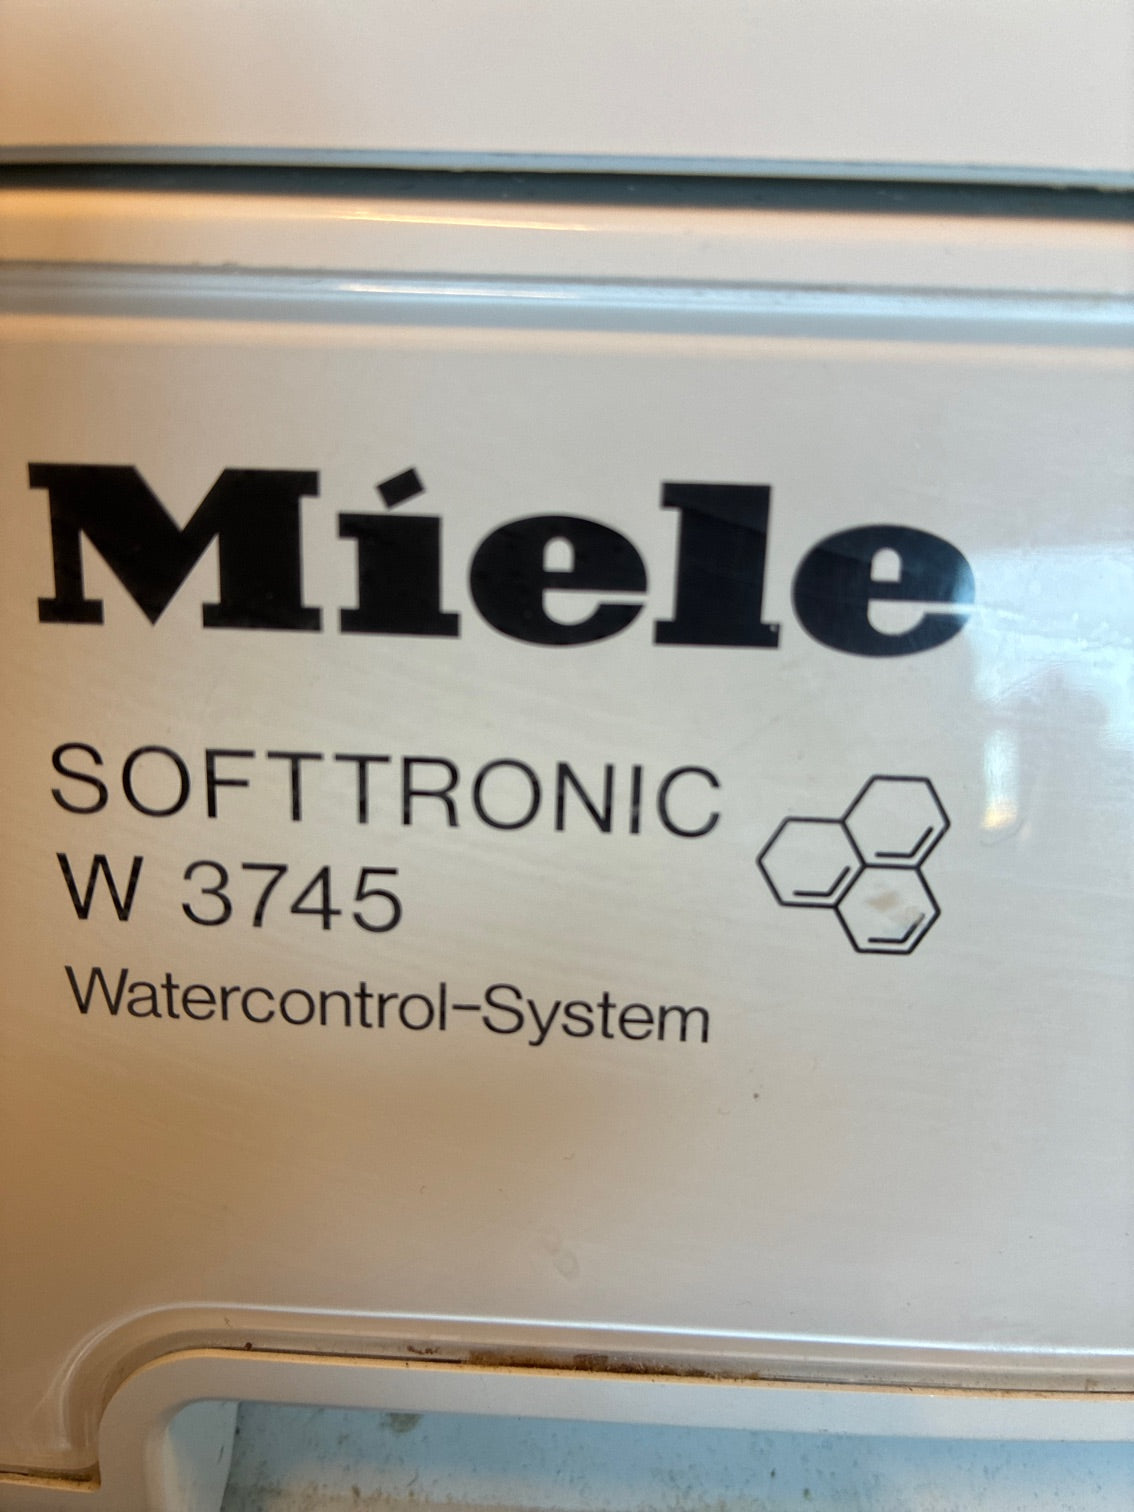 Miele
SOFTTRONIC
W 3745
Watercontrol-System